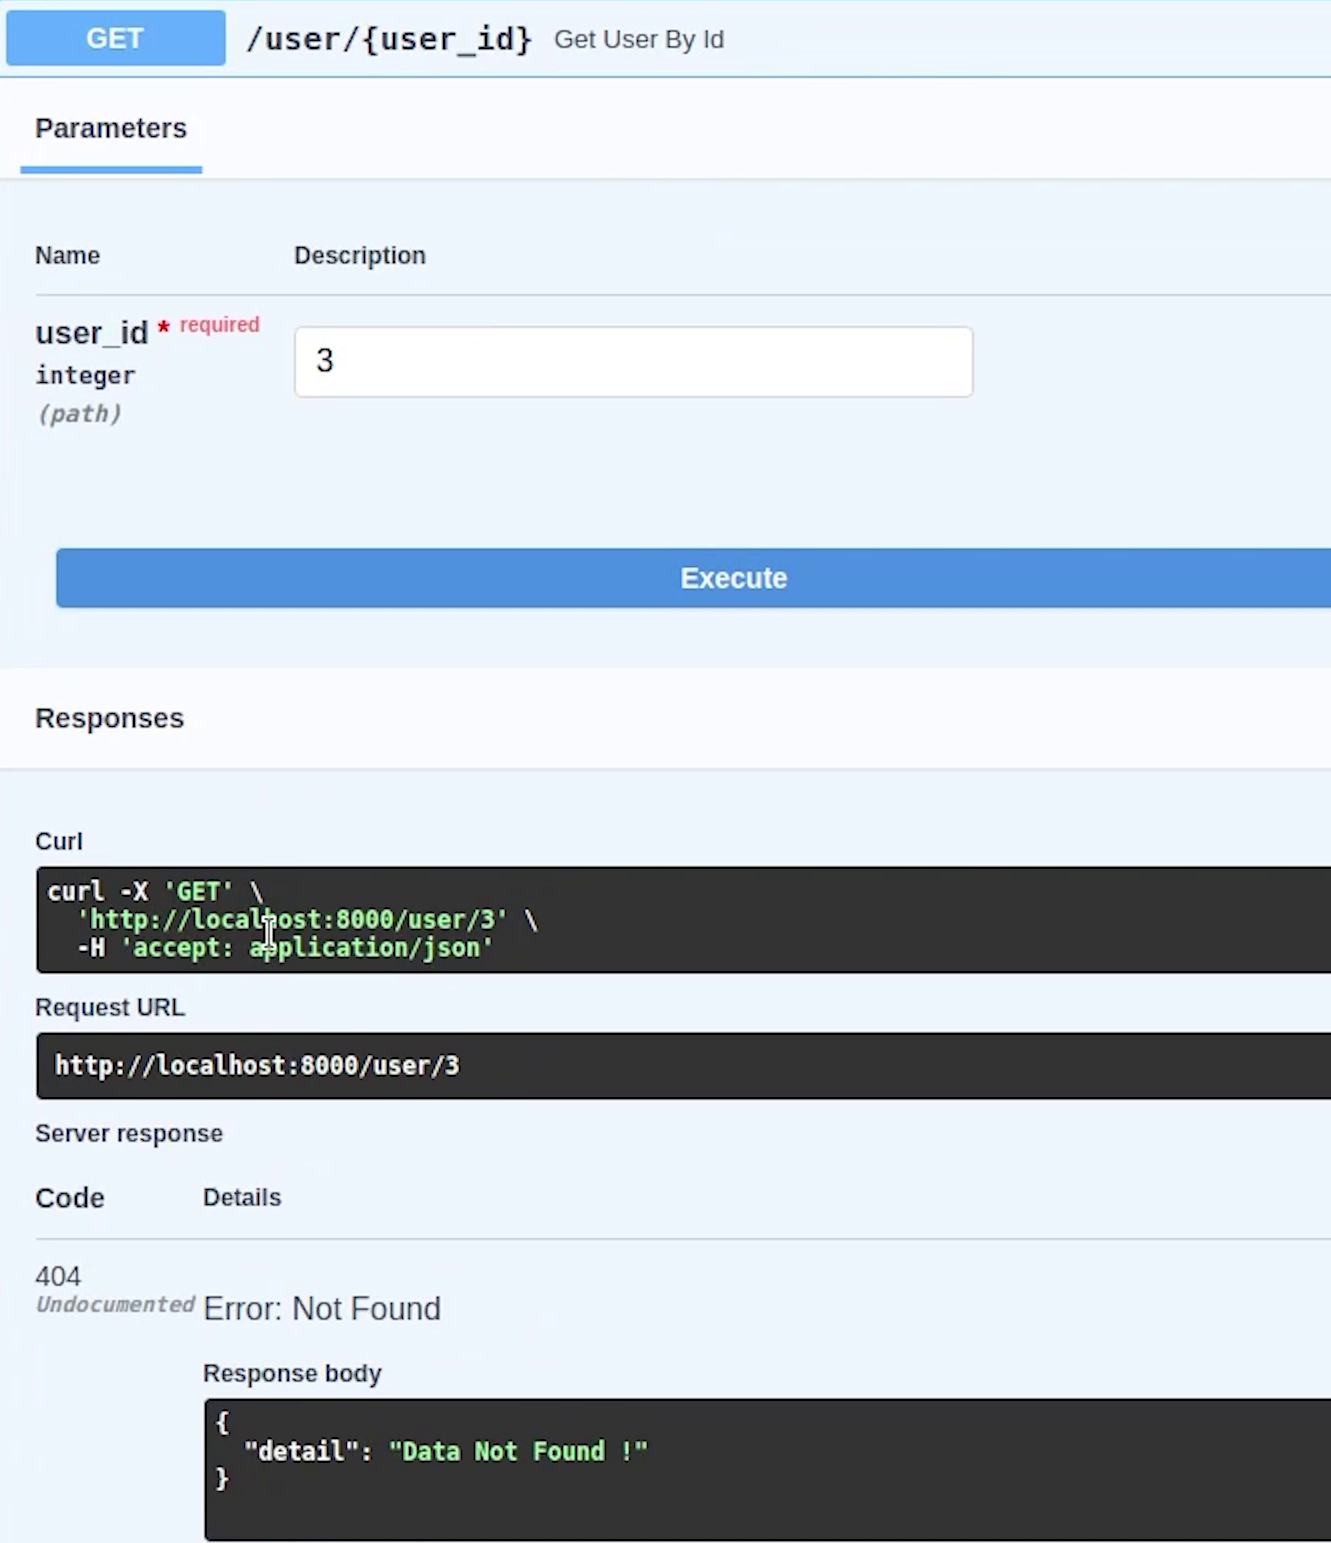 GET /user/{user_id} Get User By Id
Parameters
Name Description
user_id * required
integer
(path)
3
Execute
Responses
Curl
curl -X 'GET' \
'http://localhost:8000/user/3' \
-H 'accept: application/json'
Request URL
http://localhost:8000/user/3
Server response
Code Details
404
Undocumented
Error: Not Found
Response body
{
"detail": "Data Not Found !"
}